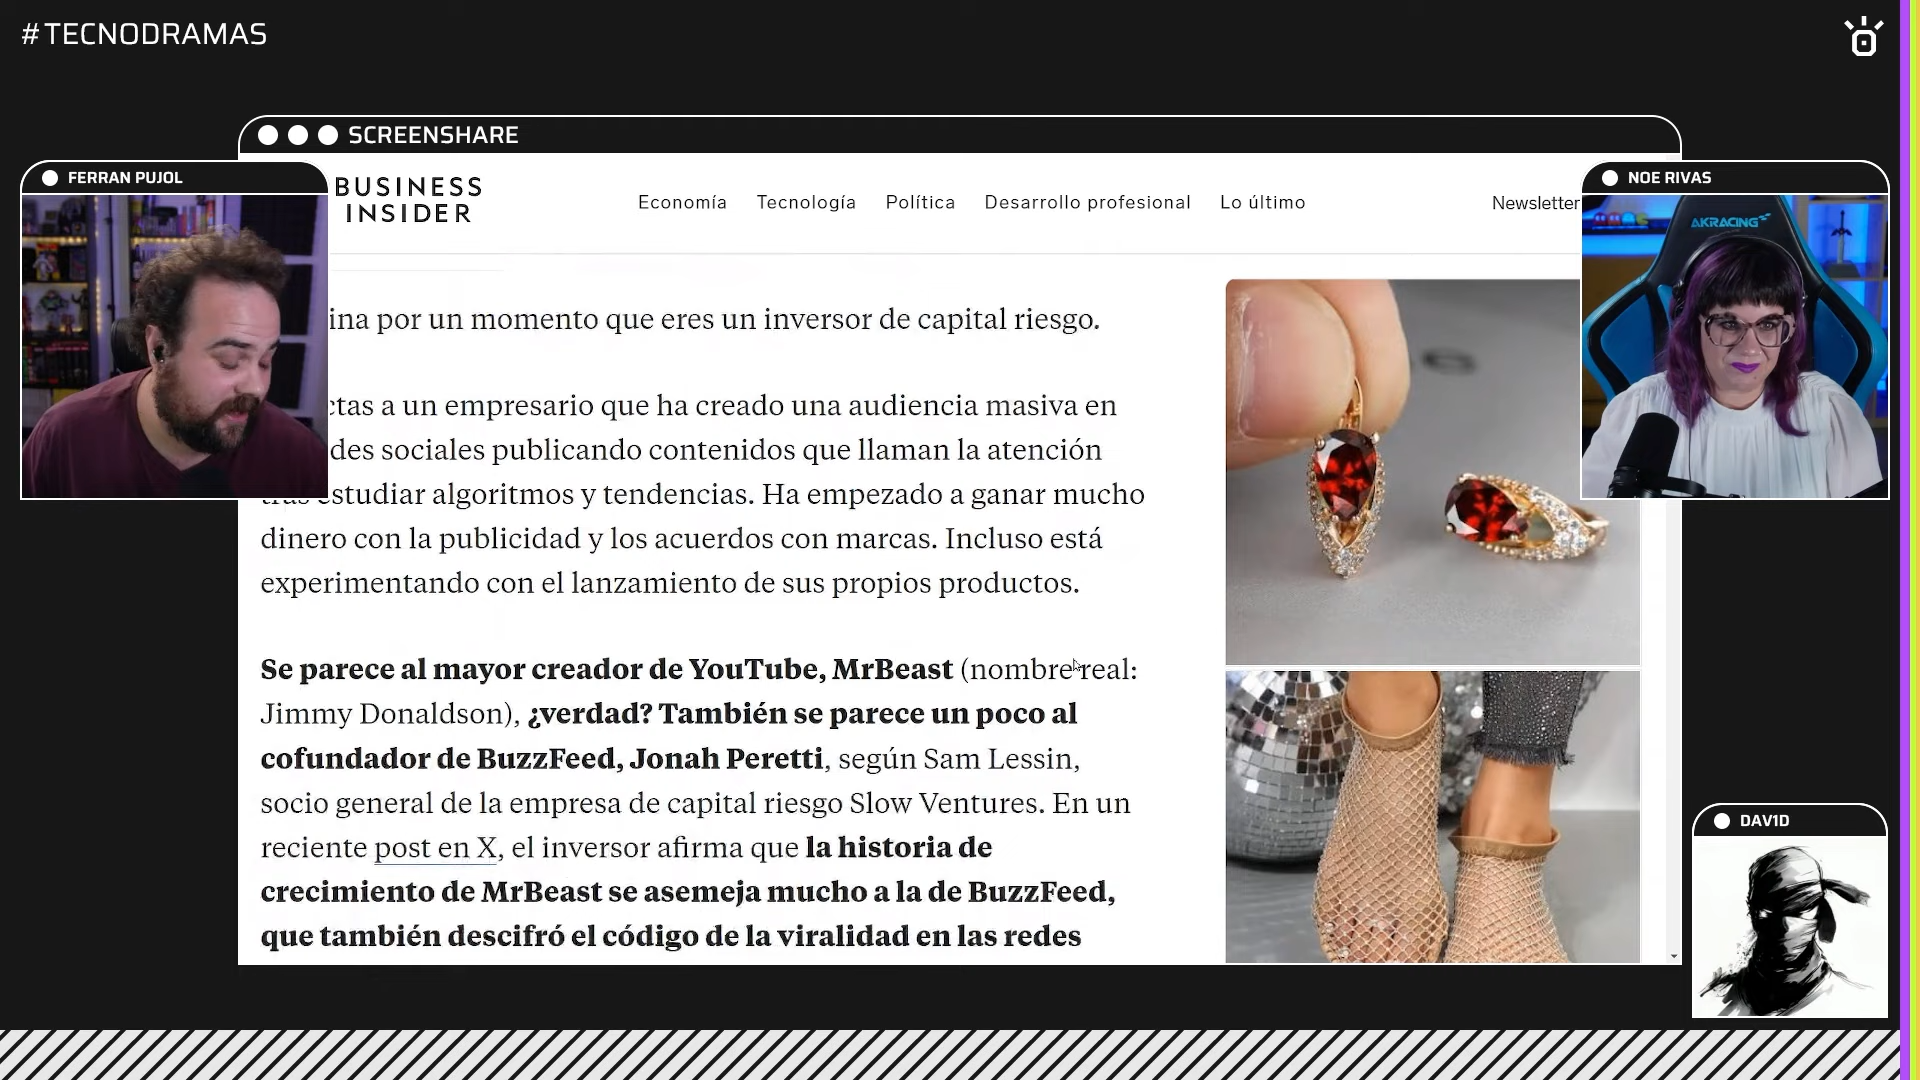 #TECNODRAMAS
SCREENSHARE
FERRAN PUJOL
NOE RIVAS
BUSINESS
INSIDER
Economía Tecnología Política Desarrollo profesional Lo último
Newsletter
AKRACING
ina por un momento que eres un inversor de capital riesgo.
ctas a un empresario que ha creado una audiencia masiva en
des sociales publicando contenidos que llaman la atención
tras estudiar algoritmos y tendencias. Ha empezado a ganar mucho
dinero con la publicidad y los acuerdos con marcas. Incluso está
experimentando con el lanzamiento de sus propios productos.
Se parece al mayor creador de YouTube, MrBeast (nombre real:
Jimmy Donaldson), ¿verdad? También se parece un poco al
cofundador de BuzzFeed, Jonah Peretti, según Sam Lessin,
socio general de la empresa de capital riesgo Slow Ventures. En un
reciente post en X, el inversor afirma que la historia de
crecimiento de MrBeast se asemeja mucho a la de BuzzFeed,
que también descifró el código de la viralidad en las redes
DAV1D